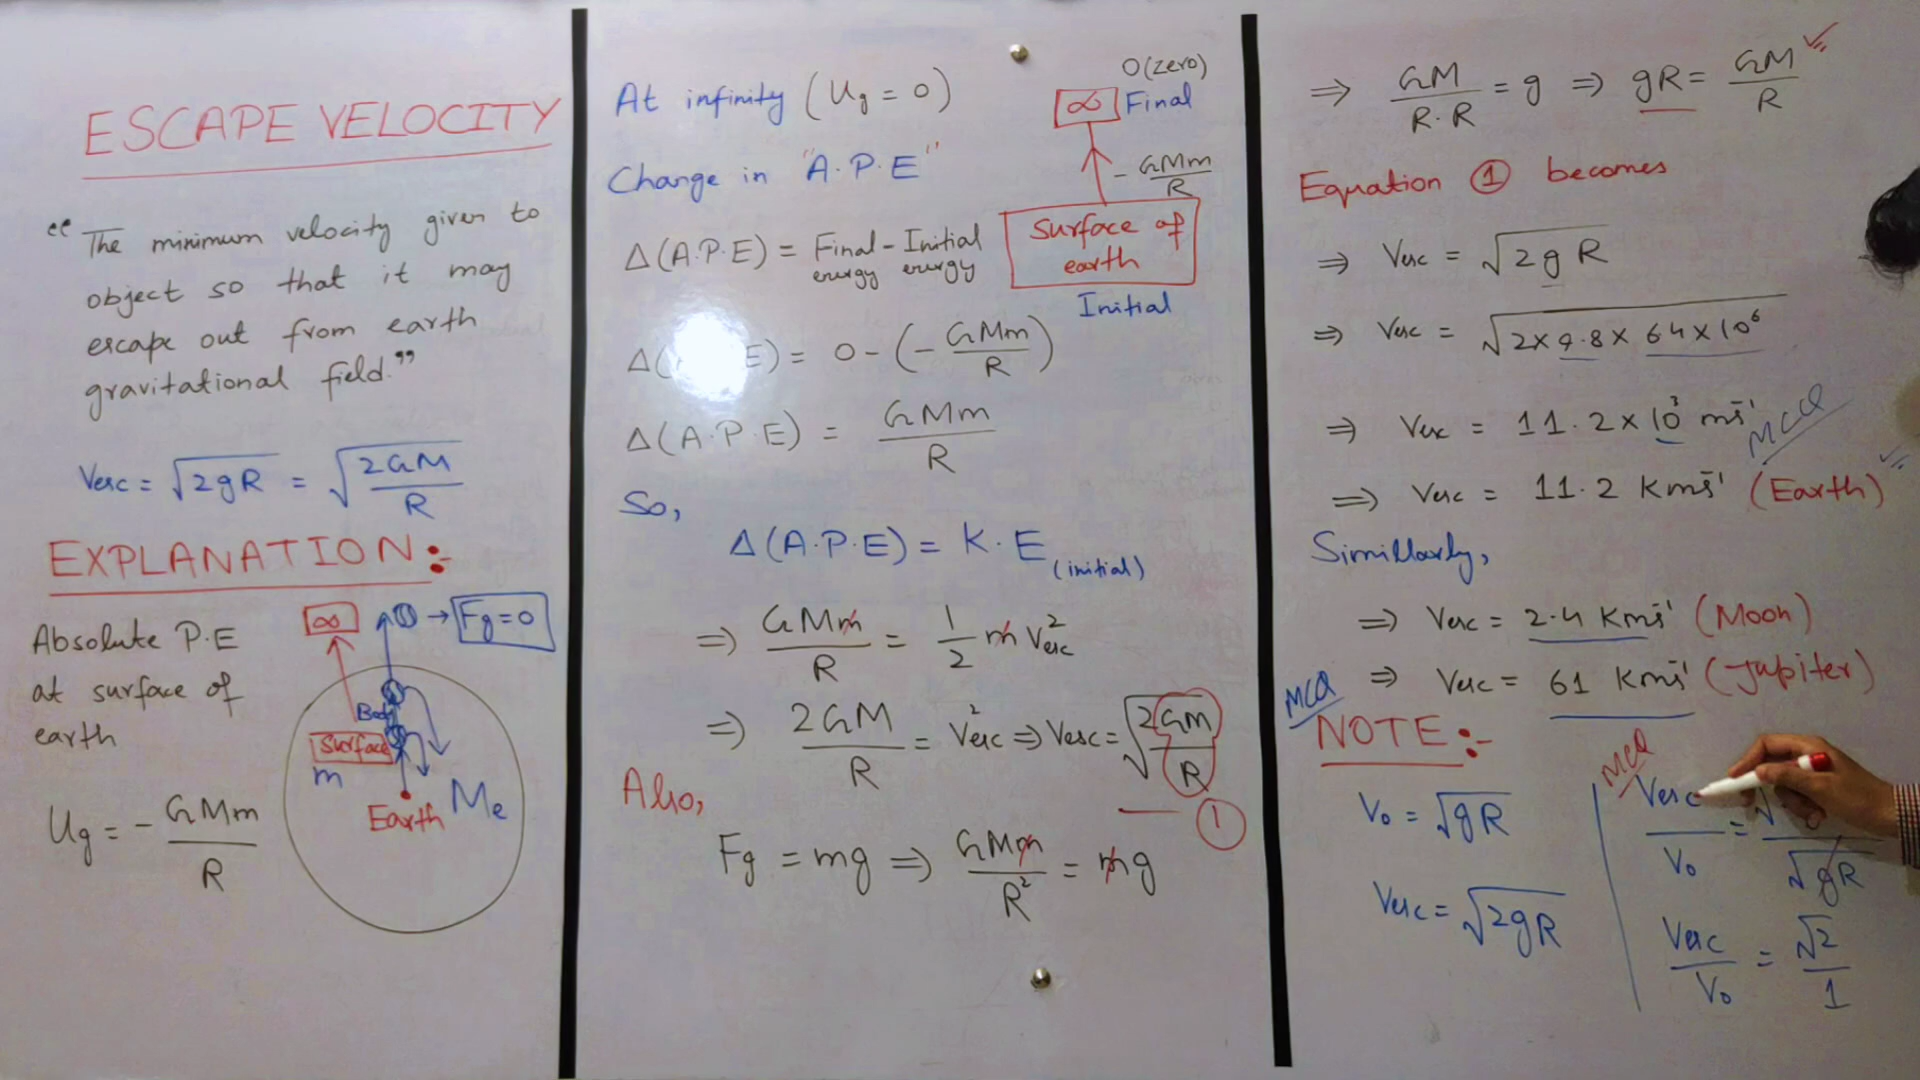 ESCAPE VELOCITY
“The minimum velocity given to
object so that it may
escape out from earth
gravitational field.”
Vesc = √2gR = √(2GM/R)
EXPLANATION:-
Absolute P.E
at surface of
earth
Ug = - GMm/R
∞
→ Fg=0
Body
Surface
m
Earth
Me
At infinity (Ug = 0)
Change in "A.P.E"
Δ(A.P.E) = Final energy - Initial energy
Δ( E) = 0 - (- GMm/R)
Δ(A.P.E) = GMm/R
So,
Δ(A.P.E) = K.E (initial)
⇒ GMm/R = 1/2 m v²esc
⇒ 2GM/R = v²esc ⇒ Vesc = √(2GM/R)
①
Also,
Fg = mg ⇒ GMm/R² = mg
0(zero)
∞ Final
- GMm/R
Surface of
earth
Initial
⇒ GM/R.R = g ⇒ gR = GM/R
Equation ① becomes
⇒ Vesc = √2gR
⇒ Vesc = √2×9.8×64×10⁶
⇒ Vesc = 11.2×10³ ms⁻¹
MCQ
⇒ Vesc = 11.2 Kms⁻¹ (Earth)
Simillarly,
⇒ Vesc = 2.4 Kms⁻¹ (Moon)
MCQ ⇒ Vesc = 61 Kms⁻¹ (Jupiter)
NOTE:-
Vo = √gR
Vesc = √2gR
MCQ
Vesc/Vo = √ /√gR
Vesc/Vo = √2/1